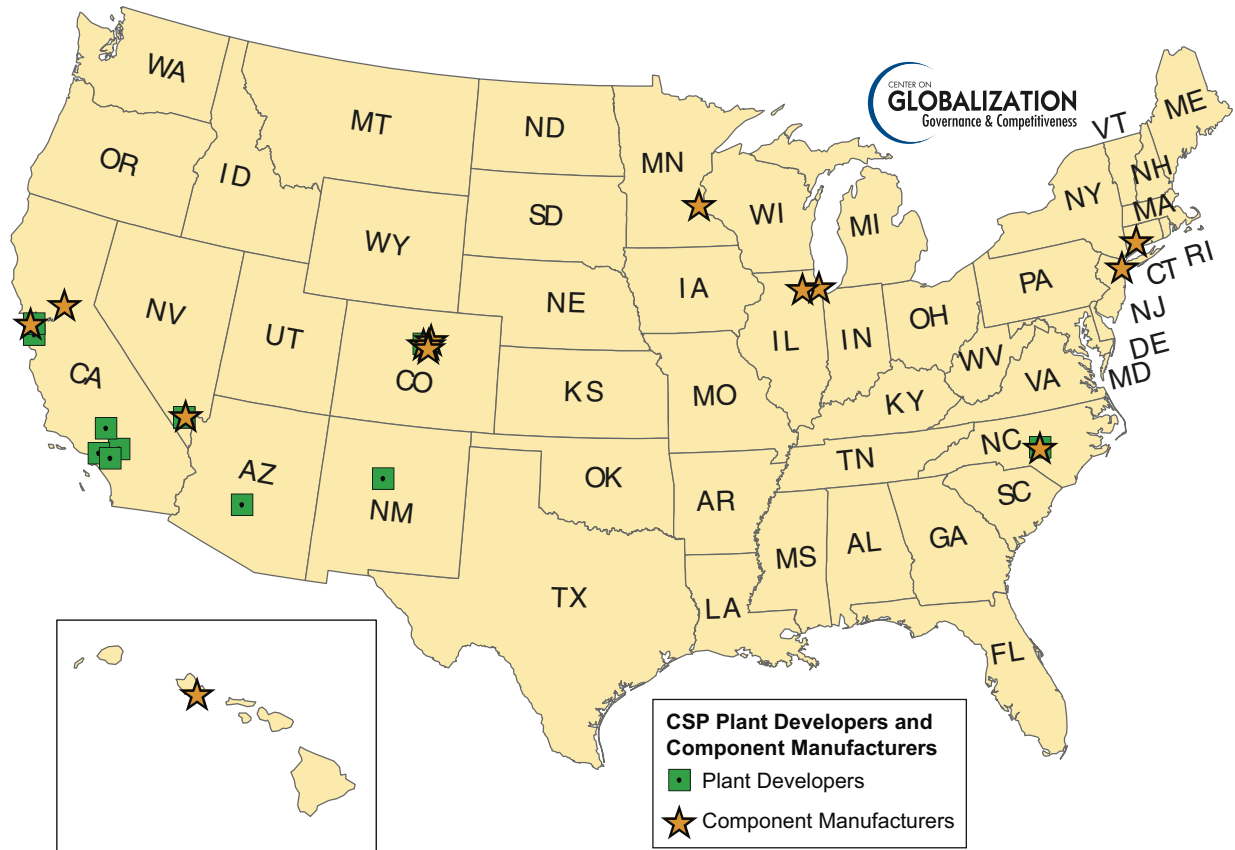 CENTER ON
GLOBALIZATION
Governance & Competitiveness
WA
MT
ND
MN
VT
ME
OR
ID
SD
WI
MI
NY
NH
MA
WY
IA
PA
CT
RI
NV
UT
NE
IL
IN
OH
NJ
CA
CO
KS
MO
WV
VA
DE
MD
KY
AZ
NM
OK
AR
TN
NC
SC
TX
LA
MS
AL
GA
FL
CSP Plant Developers and
Component Manufacturers
Plant Developers
Component Manufacturers